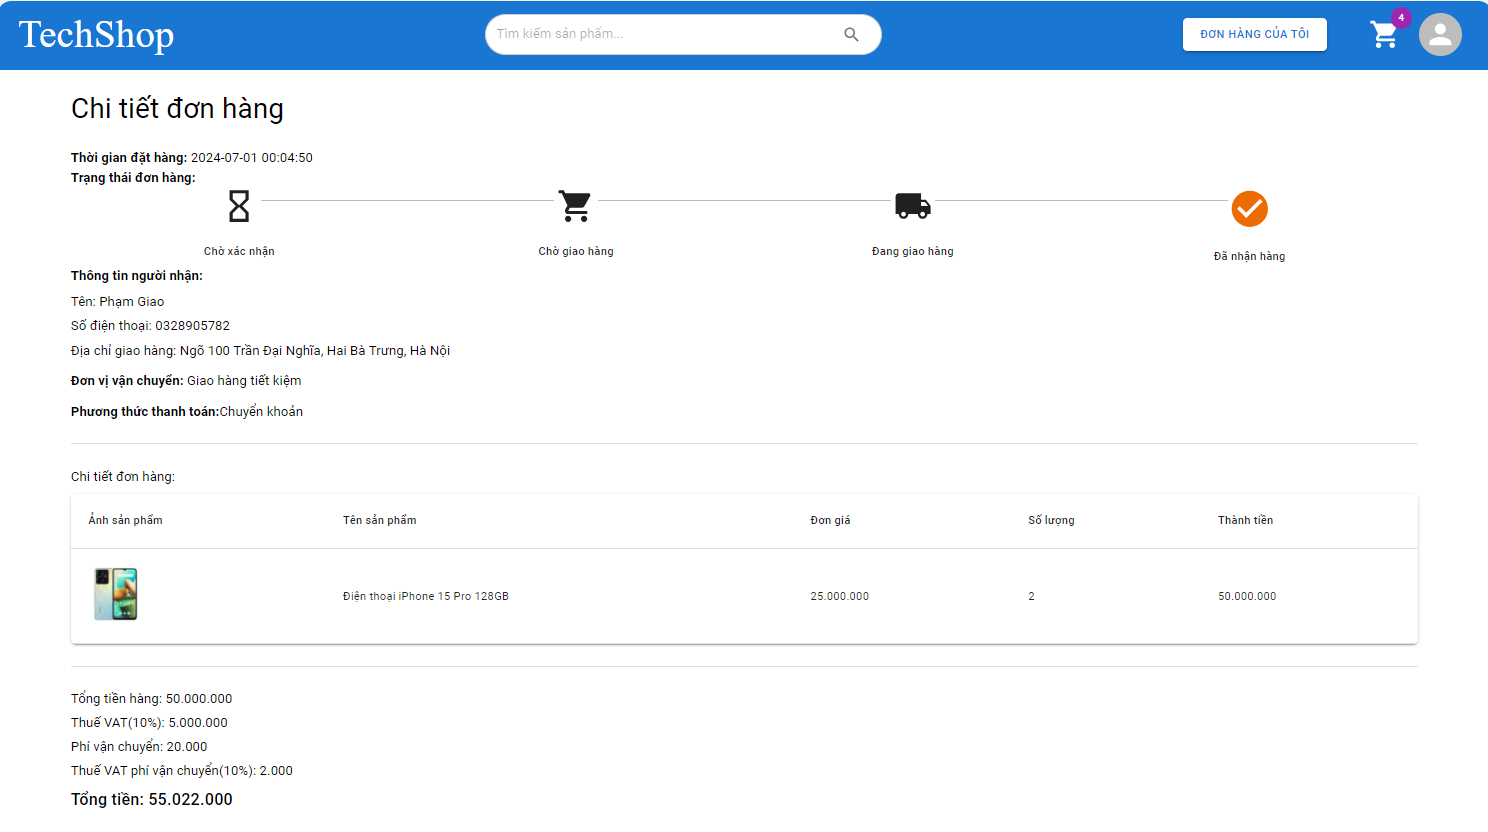 TechShop
Tìm kiếm sản phẩm...
ĐƠN HÀNG CỦA TÔI
4
Chi tiết đơn hàng
Thời gian đặt hàng: 2024-07-01 00:04:50
Trạng thái đơn hàng:
Chờ xác nhận
Chờ giao hàng
Đang giao hàng
Đã nhận hàng
Thông tin người nhận:
Tên: Phạm Giao
Số điện thoại: 0328905782
Địa chỉ giao hàng: Ngõ 100 Trần Đại Nghĩa, Hai Bà Trưng, Hà Nội
Đơn vị vận chuyển: Giao hàng tiết kiệm
Phương thức thanh toán:Chuyển khoản
Chi tiết đơn hàng:
Ảnh sản phẩm Tên sản phẩm Đơn giá Số lượng Thành tiền
Điện thoại iPhone 15 Pro 128GB 25.000.000 2 50.000.000
Tổng tiền hàng: 50.000.000
Thuế VAT(10%): 5.000.000
Phí vận chuyển: 20.000
Thuế VAT phí vận chuyển(10%): 2.000
Tổng tiền: 55.022.000